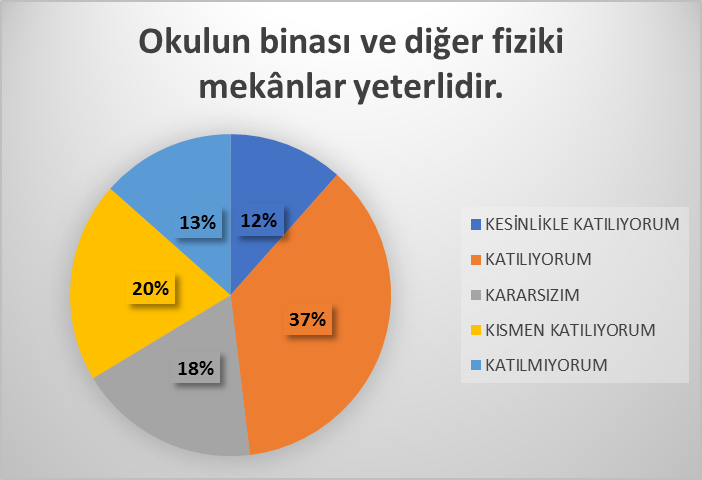 Okulun binası ve diğer fiziki
mekânlar yeterlidir.
13%
12%
20%
37%
18%
KESİNLİKLE KATILIYORUM
KATILIYORUM
KARARSIZIM
KISMEN KATILIYORUM
KATILMIYORUM